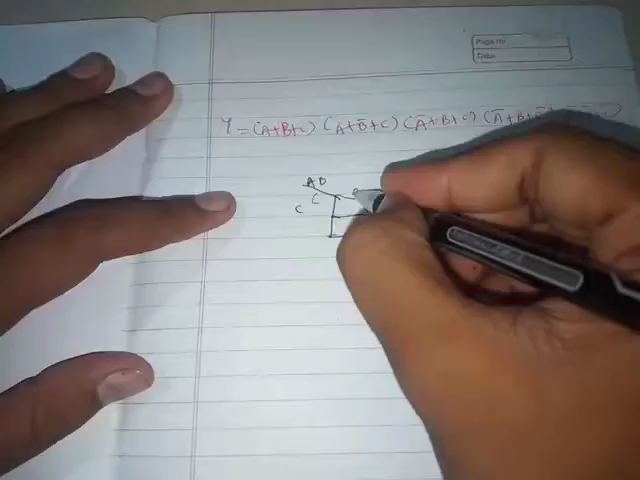 Page No.
Date
Y = (A+B+C) (A+B̅+C) (A̅+B+C) (A̅+B+
A B
C
C